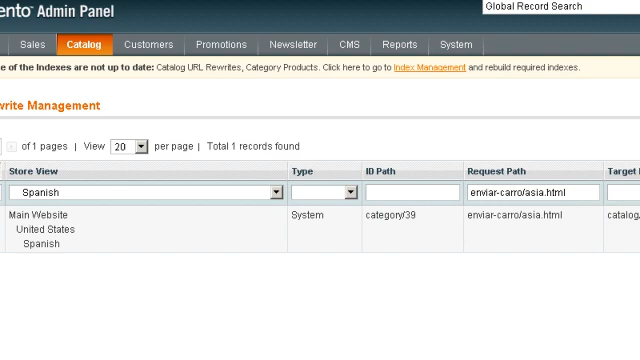 ento Admin Panel
Global Record Search
Sales Catalog Customers Promotions Newsletter CMS Reports System
e of the Indexes are not up to date: Catalog URL Rewrites, Category Products. Click here to go to Index Management and rebuild required indexes.
write Management
of 1 pages | View 20 per page | Total 1 records found
Store View Type ID Path Request Path Target
Spanish enviar-carro/asia.html
Main Website System category/39 enviar-carro/asia.html catalog
United States
Spanish